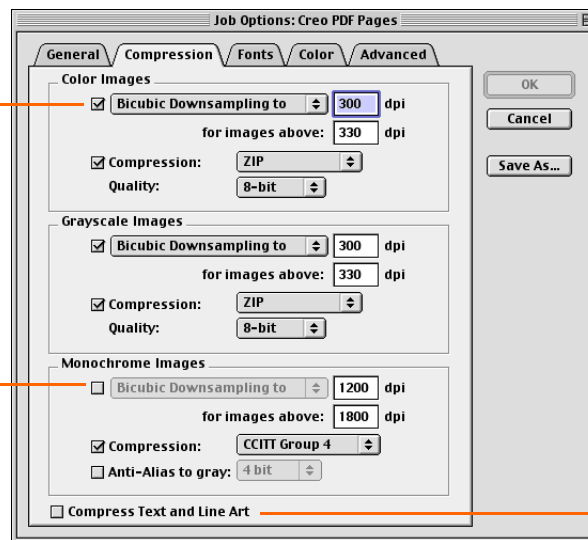 Job Options: Creo PDF Pages
General Compression Fonts Color Advanced
Color Images
Bicubic Downsampling to 300 dpi
for images above: 330 dpi
Compression: ZIP
Quality: 8-bit
Grayscale Images
Bicubic Downsampling to 300 dpi
for images above: 330 dpi
Compression: ZIP
Quality: 8-bit
Monochrome Images
Bicubic Downsampling to 1200 dpi
for images above: 1800 dpi
Compression: CCITT Group 4
Anti-Alias to gray: 4 bit
Compress Text and Line Art
OK
Cancel
Save As...